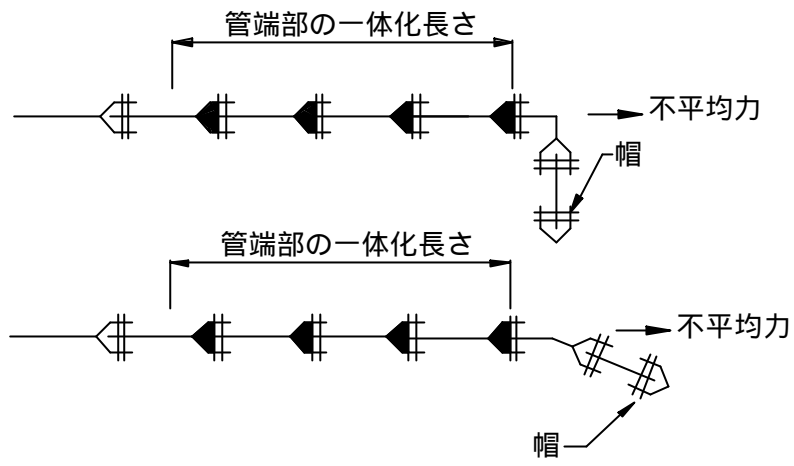 管端部の一体化長さ
不平均力
帽
管端部の一体化長さ
不平均力
帽